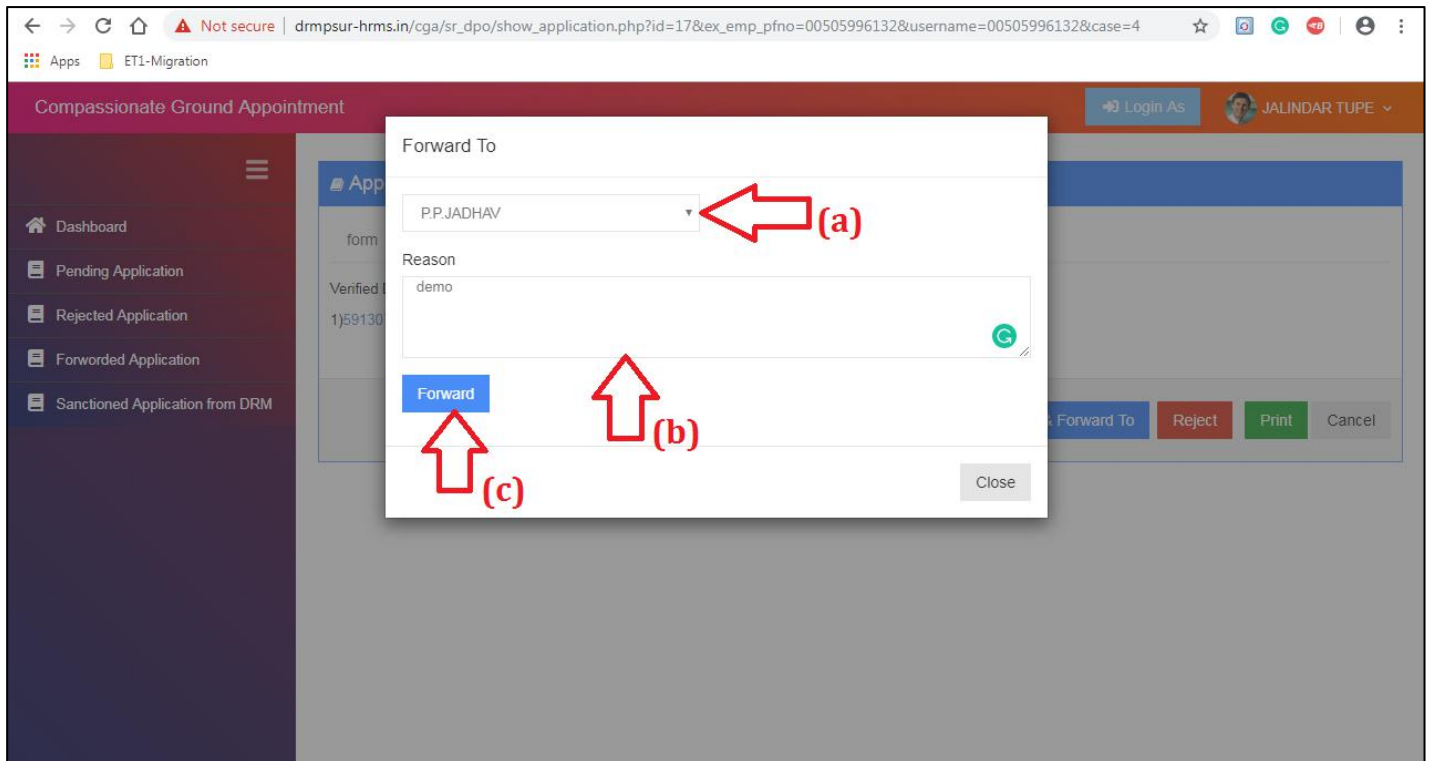 Not secure | drmpsur-hrms.in/cga/sr_dpo/show_application.php?id=17&ex_emp_pfno=00505996132&username=00505996132&case=4
Apps ET1-Migration
Compassionate Ground Appointment
Login As
JALINDAR TUPE
Forward To
App
P.P.JADHAV
(a)
Dashboard
form
Reason
Pending Application
Verified
demo
Rejected Application
1)59130
Forworded Application
Forward
Sanctioned Application from DRM
(b)
& Forward To
Reject
Print
Cancel
(c)
Close